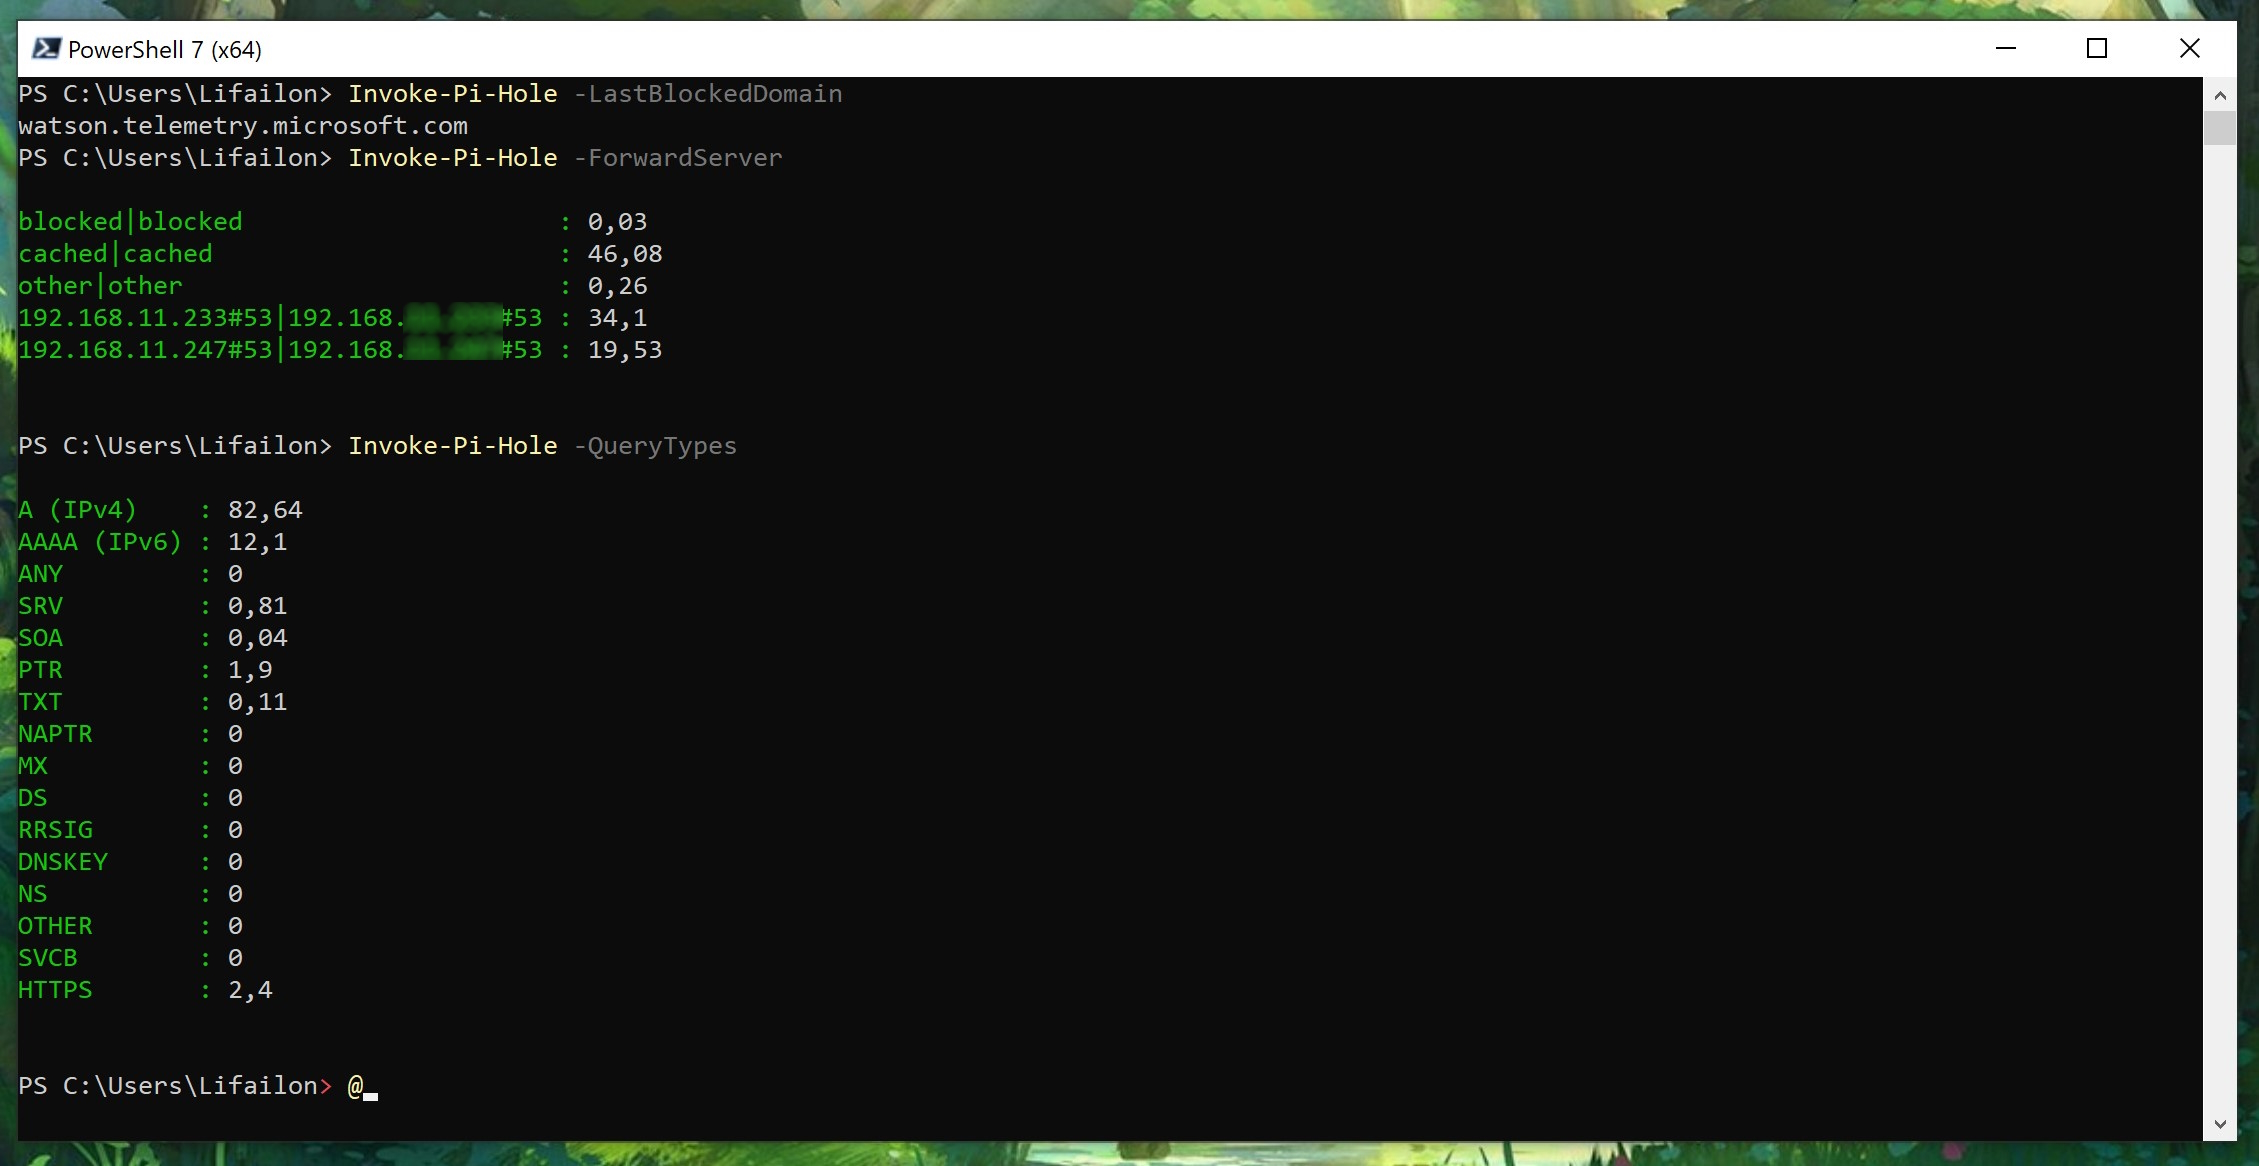 PowerShell 7 (x64)
PS C:\Users\Lifailon> Invoke-Pi-Hole -LastBlockedDomain
watson.telemetry.microsoft.com
PS C:\Users\Lifailon> Invoke-Pi-Hole -ForwardServer
blocked|blocked : 0,03
cached|cached : 46,08
other|other : 0,26
192.168.11.233#53|192.168. #53 : 34,1
192.168.11.247#53|192.168. #53 : 19,53
PS C:\Users\Lifailon> Invoke-Pi-Hole -QueryTypes
A (IPv4) : 82,64
AAAA (IPv6) : 12,1
ANY : 0
SRV : 0,81
SOA : 0,04
PTR : 1,9
TXT : 0,11
NAPTR : 0
MX : 0
DS : 0
RRSIG : 0
DNSKEY : 0
NS : 0
OTHER : 0
SVCB : 0
HTTPS : 2,4
PS C:\Users\Lifailon> @